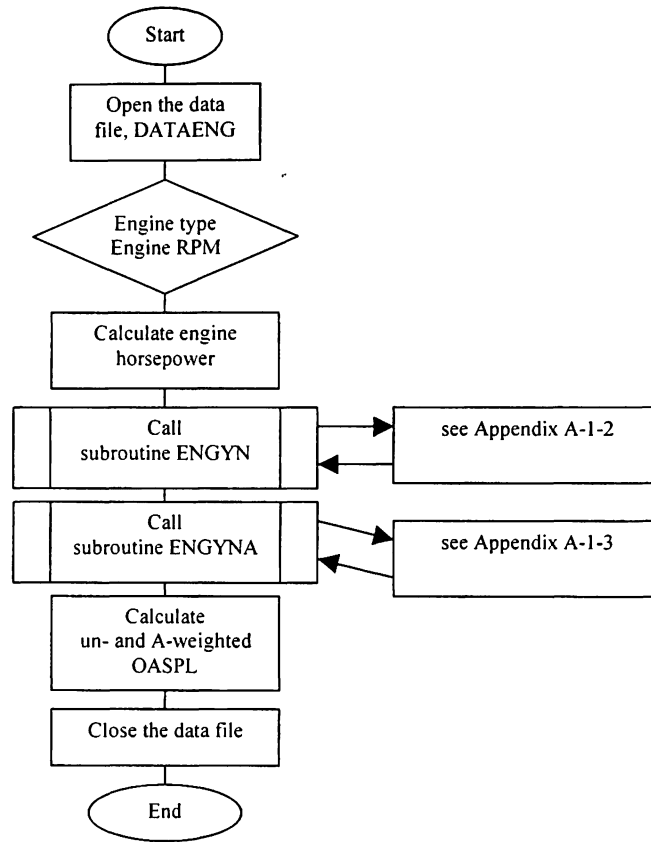 Start
Open the data
file, DATAENG
Engine type
Engine RPM
Calculate engine
horsepower
Call
subroutine ENGYN
see Appendix A-1-2
Call
subroutine ENGYNA
see Appendix A-1-3
Calculate
un- and A-weighted
OASPL
Close the data file
End